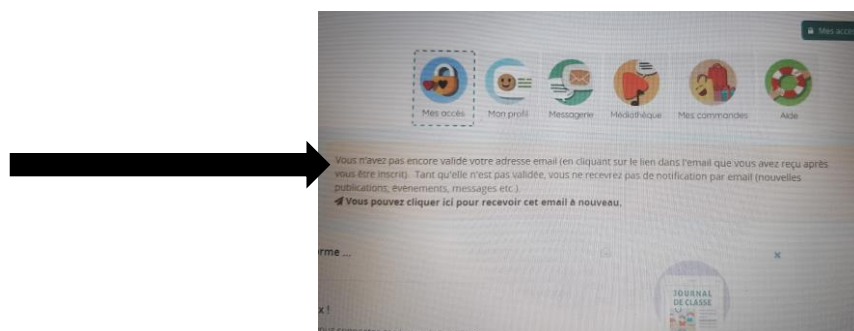 Mes accè
Mes accès
Mon profil
Messagerie
Médiathèque
Mes commandes
Aide
Vous n'avez pas encore validé votre adresse email (en cliquant sur le lien dans l'email que vous avez reçu après
vous être inscrit). Tant qu'elle n'est pas validée, vous ne recevrez pas de notification par email (nouvelles
publications, évènements, messages etc.).
Vous pouvez cliquer ici pour recevoir cet email à nouveau.
rme ...
JOURNAL
DE CLASSE
x !